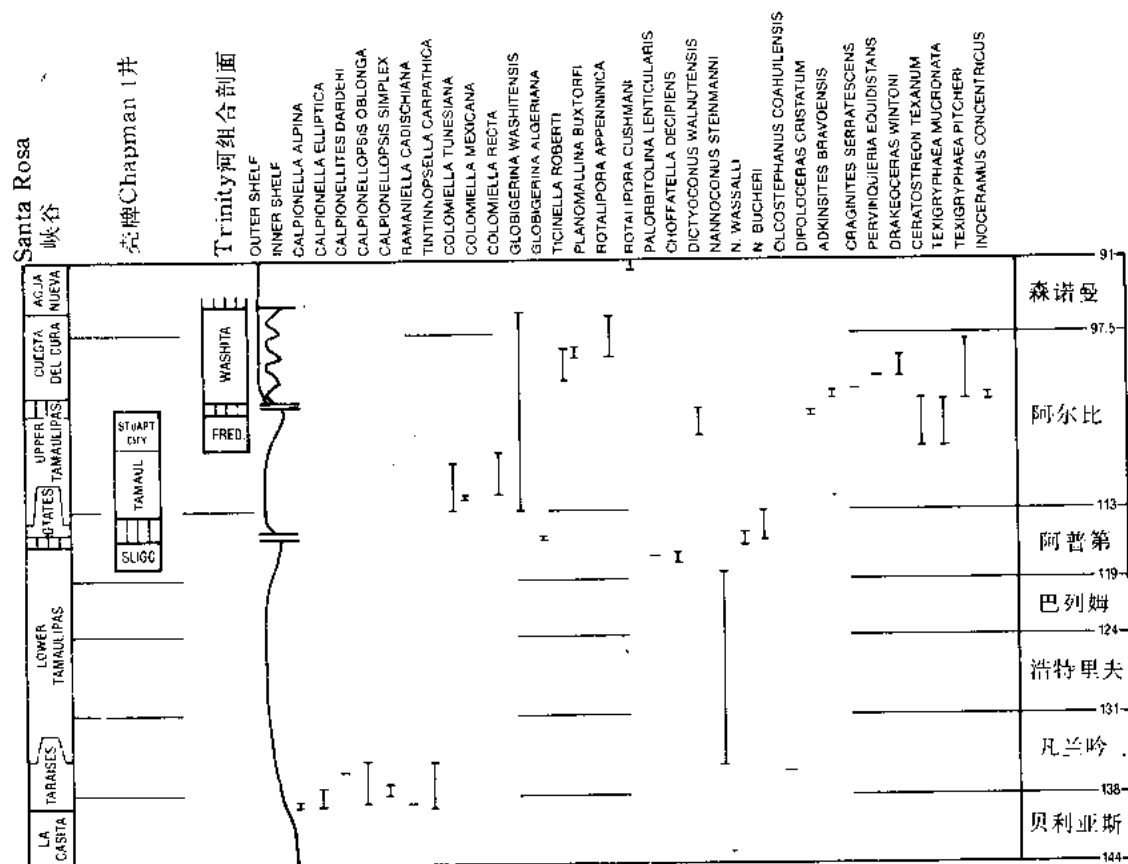 Santa Rosa
峡谷
壳牌Chapman 1井
Trinity河组合剖面
OUTER SHELF
INNER SHELF
CALPIONELLA ALPINA
CALPIONELLA ELLIPTICA
CALPIONELLITES DARDEHI
CALPIONELLOPSIS OBLONGA
CALPIONELLOPSIS SIMPLEX
RAMANIELLA CADISCHIANA
TINTINNOPSELLA CARPATHICA
COLOMIELLA TUNESIANA
COLOMIELLA MEXICANA
COLOMIELLA RECTA
GLOBIGERINA WASHITENSIS
GLOBIGERINA ALGERIANA
TICINELLA ROBERTI
PLANOMALLINA BUXTORFI
ROTALIPORA APPENNINICA
ROTALIPORA CUSHMANI
PALORBITOLINA LENTICULARIS
CHOFFATELLA DECIPIENS
DICTYOCONUS WALNUTENSIS
NANNOCONUS STEINMANNI
N. WASSALLI
N BUCHERI
OLCOSTEPHANUS COAHUILENSIS
DIPOLOCERAS CRISTATUM
ADKINSITES BRAVOENSIS
CRAGINITES SERRATESCENS
PERVINQUIERIA EQUIDISTANS
DRAKEOCERAS WINTONI
CERATOSTREON TEXANUM
TEXIGRYPHAEA MUCRONATA
TEXIGRYPHAEA PITCHERI
INOCERAMUS CONCENTRICUS
AGUA
NUEVA
CUESTA
DEL CURA
UPPER
TAMAULIPAS
OTATES
LOWER
TAMAULIPAS
TARAISES
LA
CASITA
STUART
CITY
TAMAUL
SLIGO
WASHITA
FRED.
91
森诺曼
97.5
阿尔比
113
阿普第
119
巴列姆
124
浩特里夫
131
凡兰吟
138
贝利亚斯
144